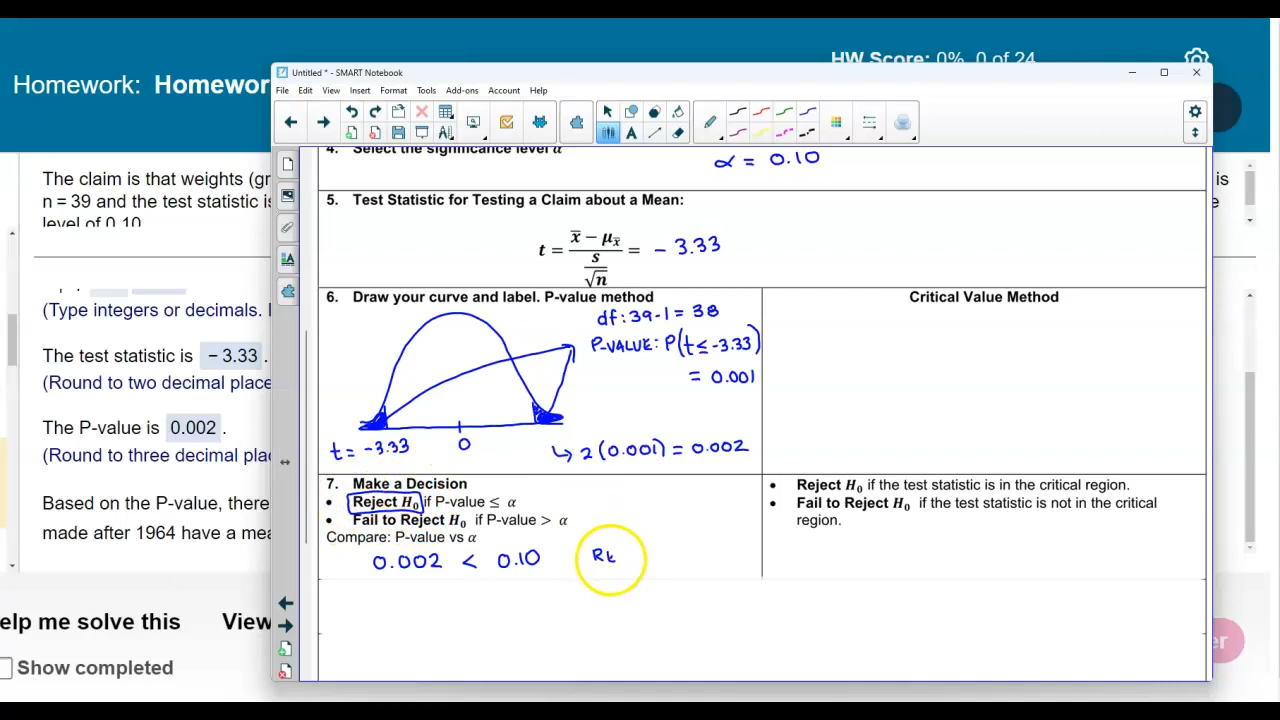 HW Score: 0%, 0 of 24
Homework: Homewor
Untitled * - SMART Notebook
File Edit View Insert Format Tools Add-ons Account Help
The claim is that weights (gr
n = 39 and the test statistic is
level of 0.10
is
(Type integers or decimals.
The test statistic is - 3.33 .
(Round to two decimal place
The P-value is 0.002 .
(Round to three decimal plac
Based on the P-value, there
made after 1964 have a mea
elp me solve this View
Show completed
er
4. Select the significance level α
α = 0.10
5. Test Statistic for Testing a Claim about a Mean:
t = (x̄ − μx̄) / (s / √n) = - 3.33
6. Draw your curve and label. P-value method
df: 39-1 = 38
P-VALUE: P(t ≤ -3.33)
= 0.001
t = -3.33 0
↳ 2 (0.001) = 0.002
Critical Value Method
7. Make a Decision
• Reject H₀ if P-value ≤ α
• Fail to Reject H₀ if P-value > α
Compare: P-value vs α
0.002 < 0.10
• Reject H₀ if the test statistic is in the critical region.
• Fail to Reject H₀ if the test statistic is not in the critical
region.